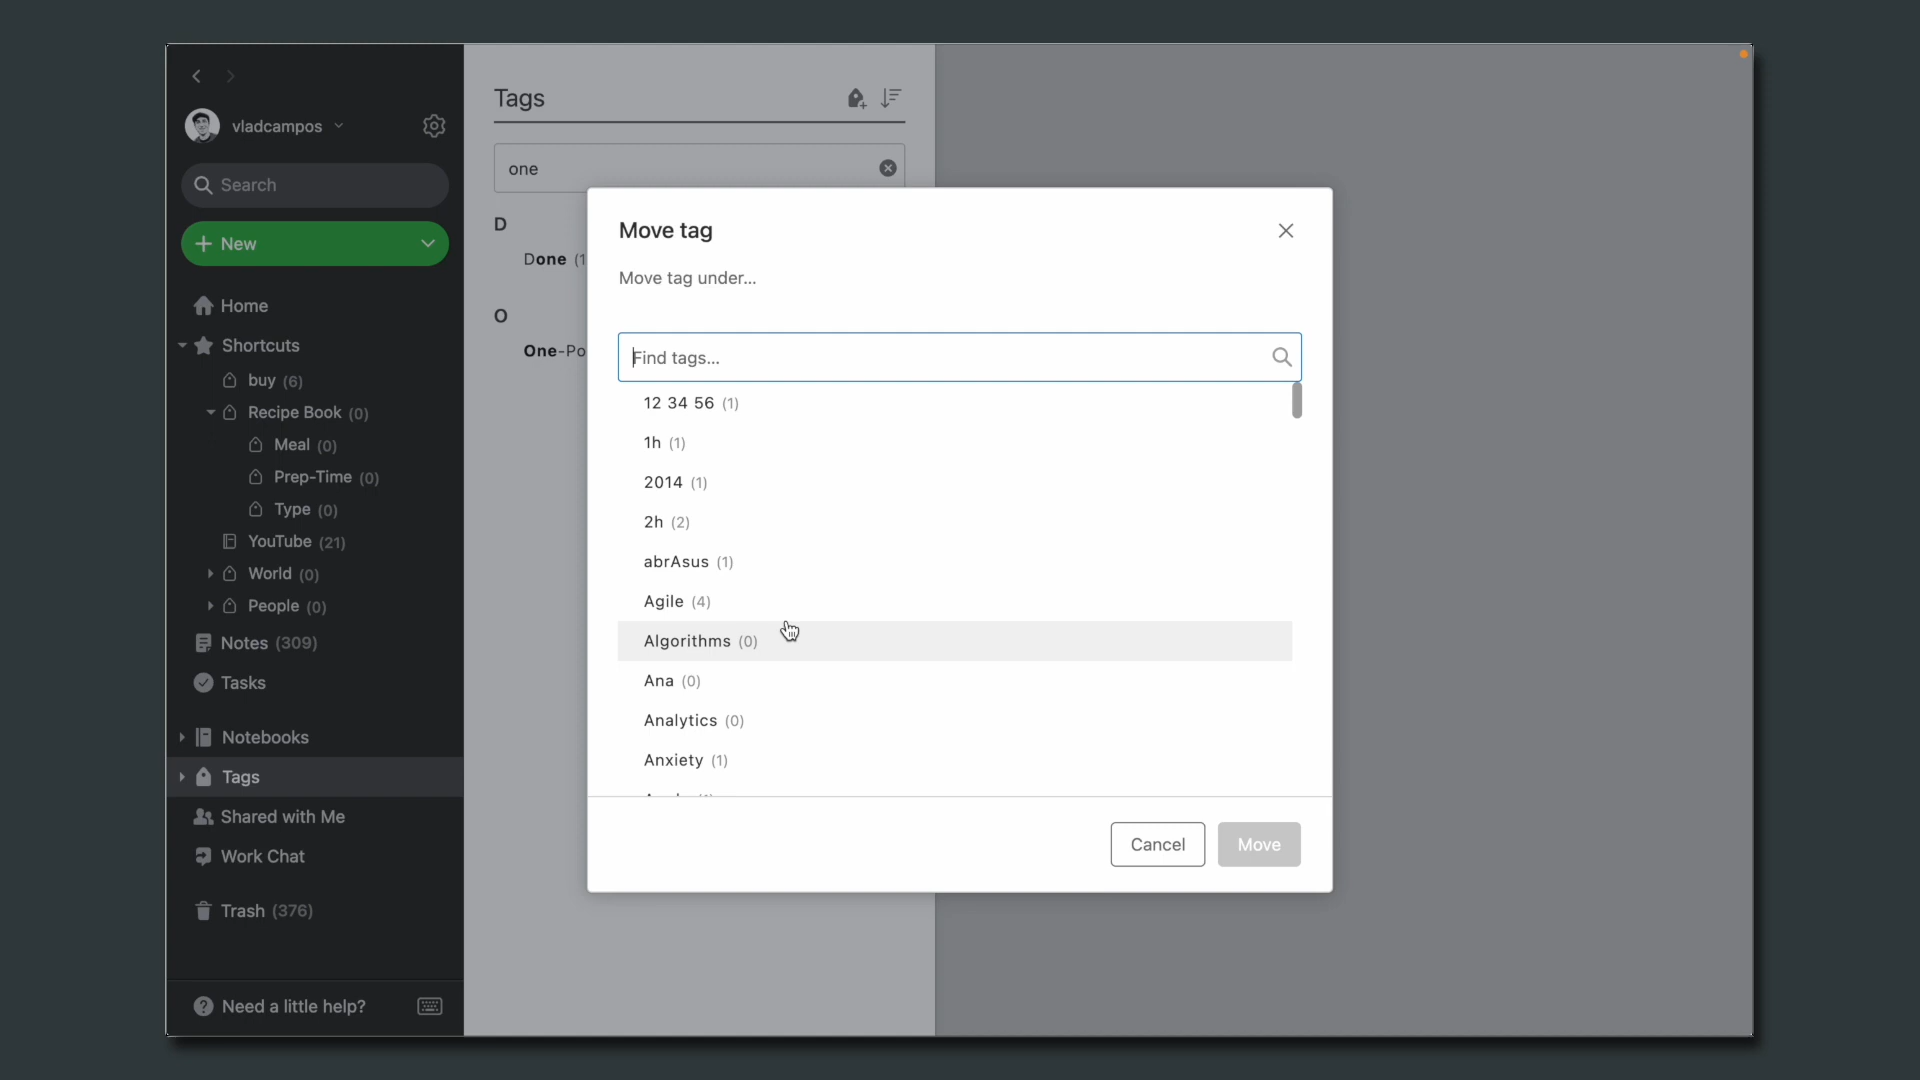 vladcampos
Search
New
Home
Shortcuts
buy (6)
Recipe Book (0)
Meal (0)
Prep-Time (0)
Type (0)
YouTube (21)
World (0)
People (0)
Notes (309)
Tasks
Notebooks
Tags
Shared with Me
Work Chat
Trash (376)
Need a little help?
Tags
one
D
Done (1
O
One-Po
Move tag
Move tag under...
Find tags...
12 34 56 (1)
1h (1)
2014 (1)
2h (2)
abrAsus (1)
Agile (4)
Algorithms (0)
Ana (0)
Analytics (0)
Anxiety (1)
Cancel
Move